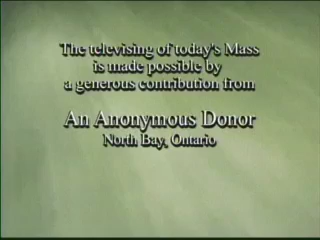 The televising of today's Mass
is made possible by
a generous contribution from
An Anonymous Donor
North Bay, Ontario